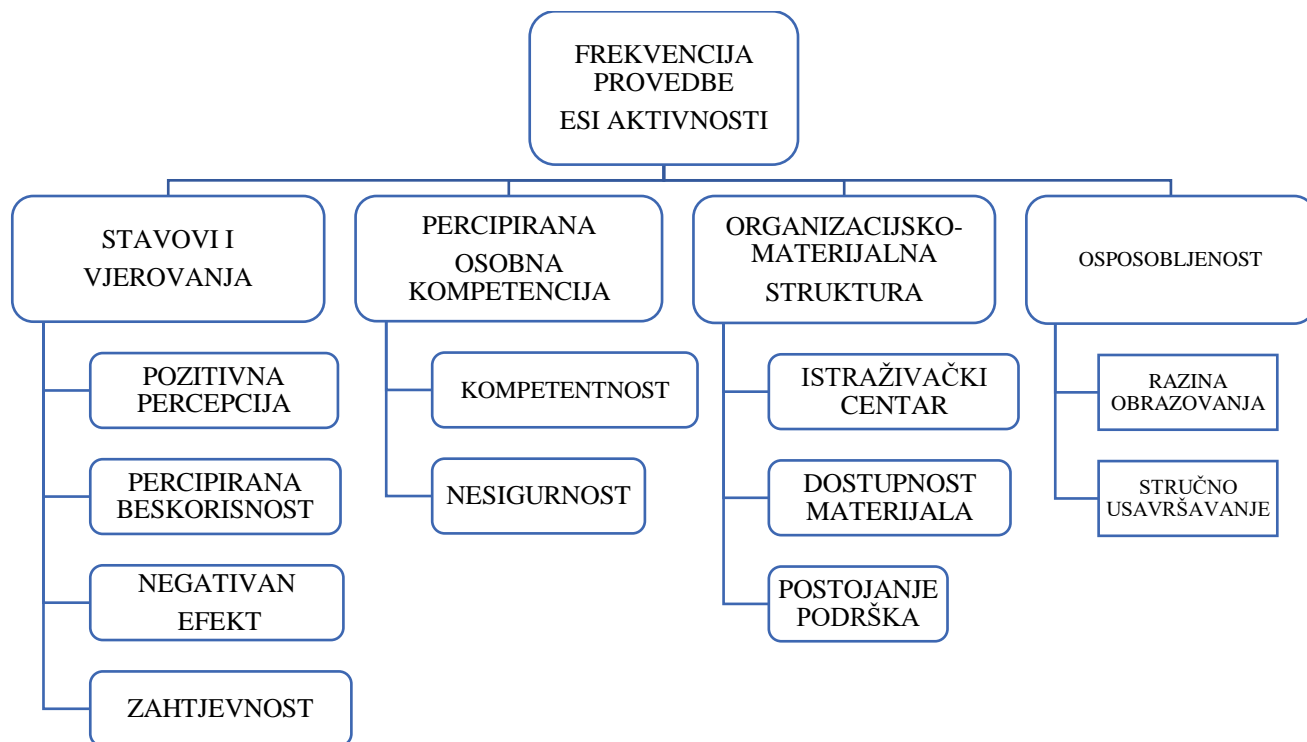 FREKVENCIJA
PROVEDBE
ESI AKTIVNOSTI
STAVOVI I
VJEROVANJA
POZITIVNA
PERCEPCIJA
PERCIPIRANA
BESKORISNOST
NEGATIVAN
EFEKT
ZAHTJEVNOST
PERCIPIRANA
OSOBNA
KOMPETENCIJA
KOMPETENTNOST
NESIGURNOST
ORGANIZACIJSKO-
MATERIJALNA
STRUKTURA
ISTRAŽIVAČKI
CENTAR
DOSTUPNOST
MATERIJALA
POSTOJANJE
PODRŠKA
OSPOSOBLJENOST
RAZINA
OBRAZOVANJA
STRUČNO
USAVRŠAVANJE